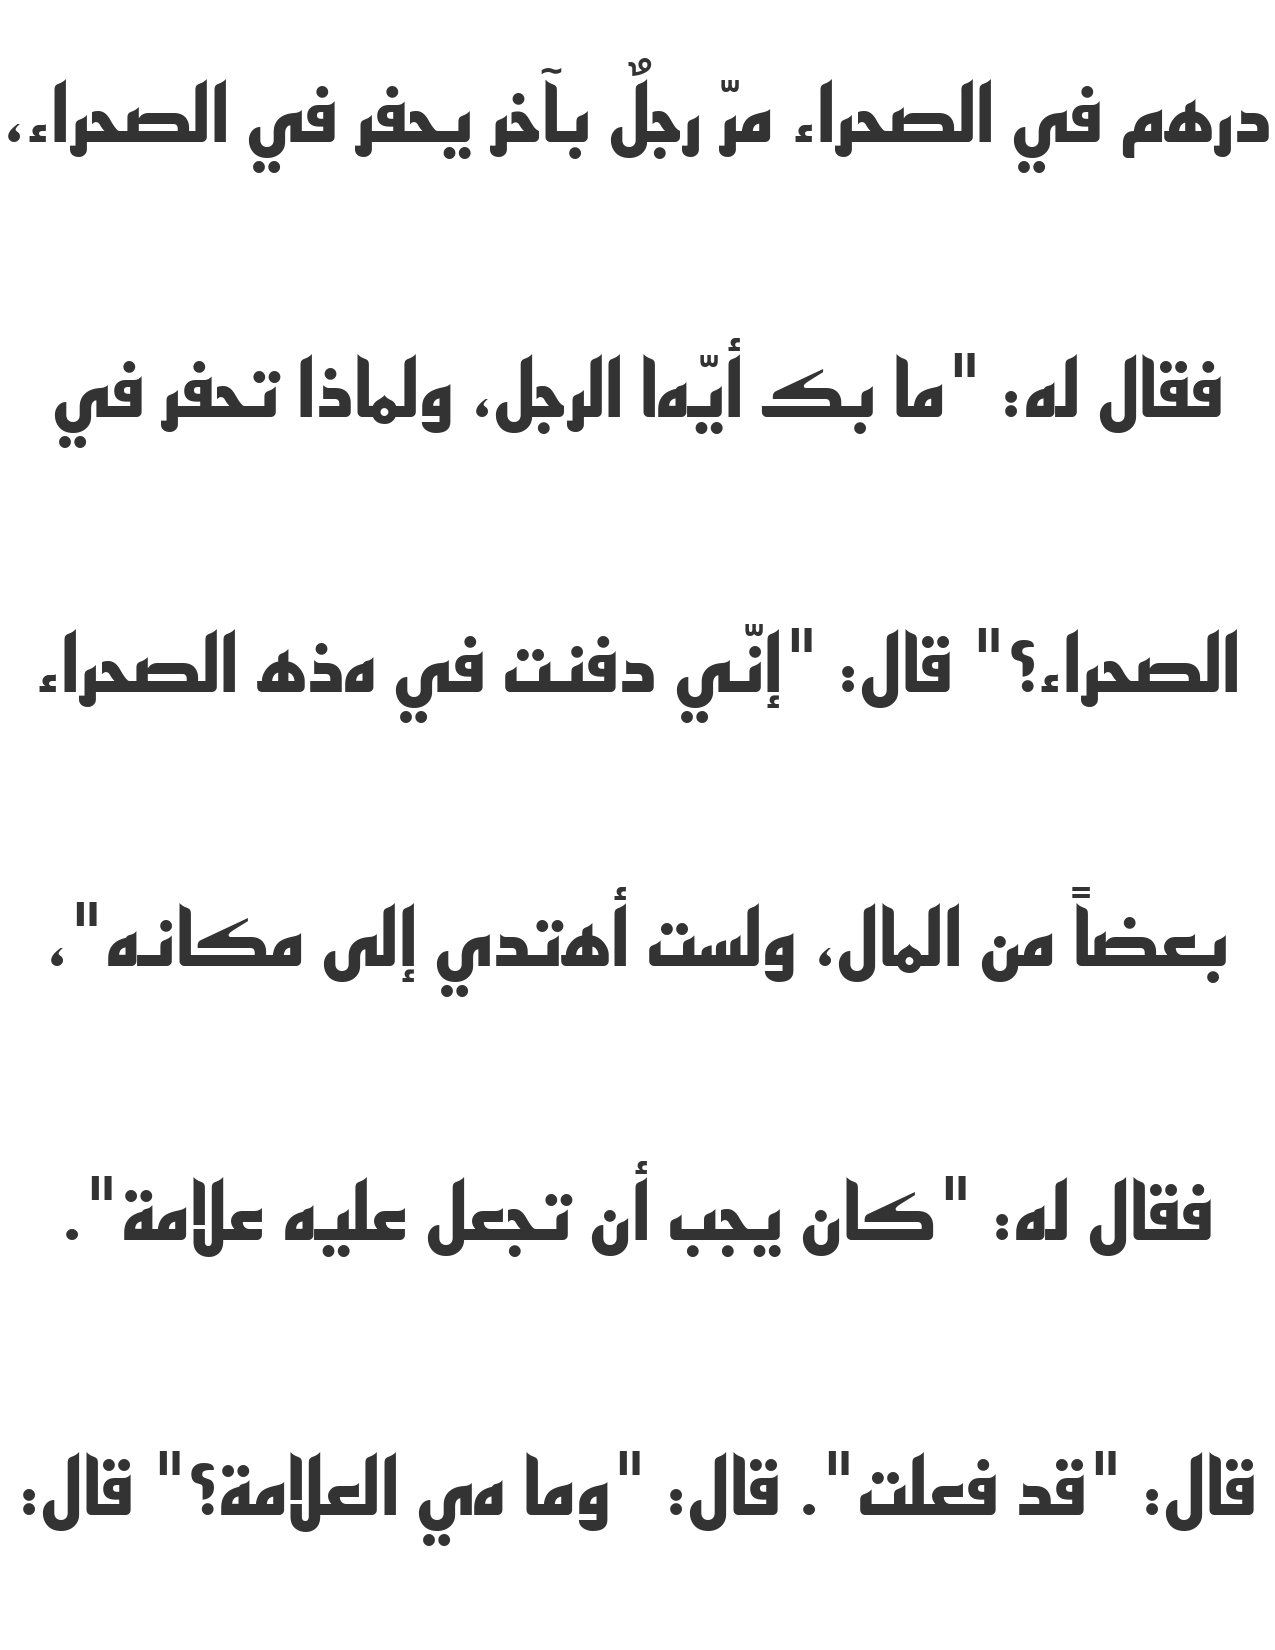 درهم في الصحراء مرّ رجلٌ بآخر يحفر في الصحراء،
فقال له: "ما بك أيّها الرجل، ولماذا تحفر في
الصحراء؟" قال: "إنّي دفنت في هذه الصحراء
بعضاً من المال، ولست أهتدي إلى مكانه"،
فقال له: "كان يجب أن تجعل عليه علامة".
قال: "قد فعلت". قال: "وما هي العلامة؟" قال: